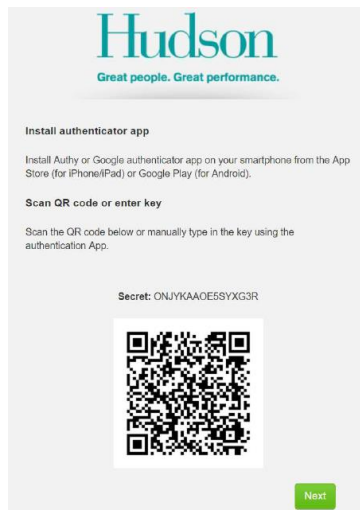 Hudson
Great people. Great performance.
Install authenticator app
Install Authy or Google authenticator app on your smartphone from the App
Store (for iPhone/iPad) or Google Play (for Android).
Scan QR code or enter key
Scan the QR code below or manually type in the key using the
authentication App.
Secret: ONJYKAAOE5SYXG3R
Next